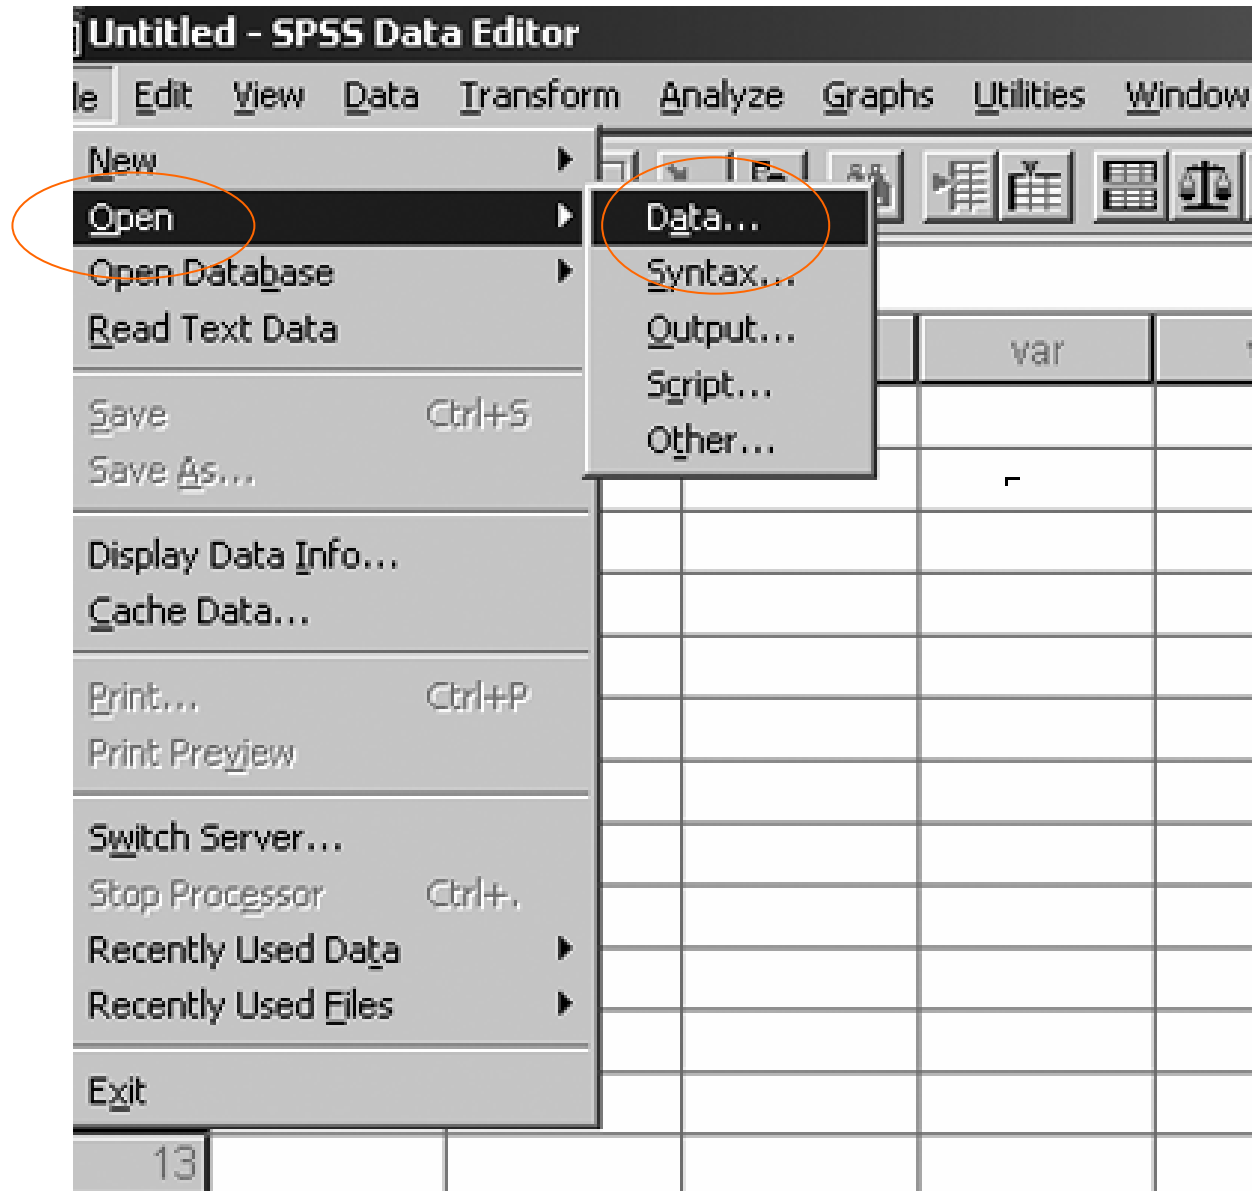 Untitled - SPSS Data Editor
le Edit View Data Transform Analyze Graphs Utilities Window
New
Open
Data...
Open Database
Syntax...
Read Text Data
Output...
var
Script...
Save Ctrl+S
Other...
Save As...
Display Data Info...
Cache Data...
Print... Ctrl+P
Print Preview
Switch Server...
Stop Processor Ctrl+.
Recently Used Data
Recently Used Files
Exit
13